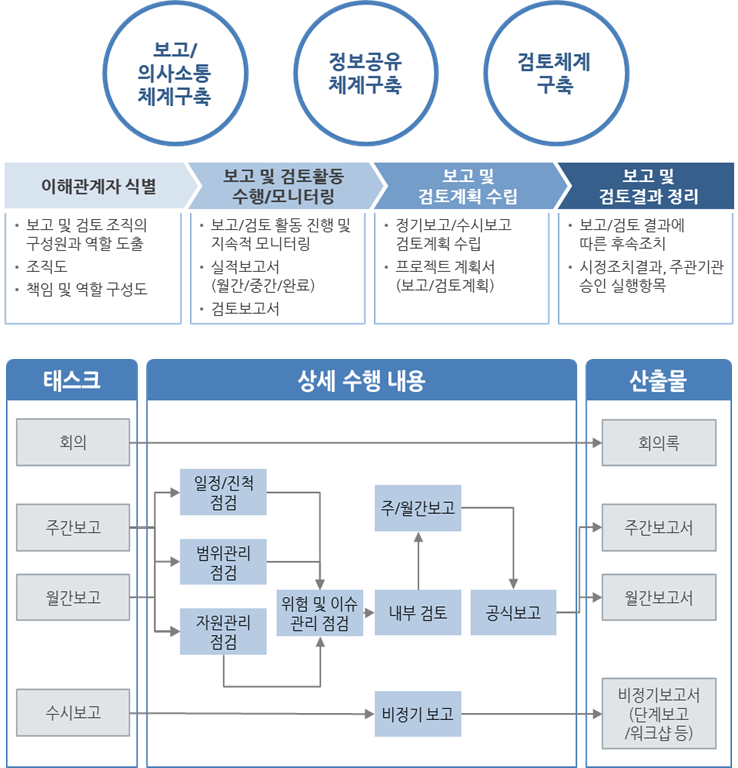 보고/
의사소통
체계구축
정보공유
체계구축
검토체계
구축
이해관계자 식별
보고 및 검토활동
수행/모니터링
보고 및
검토계획 수립
보고 및
검토결과 정리
• 보고 및 검토 조직의
구성원과 역할 도출
• 조직도
• 책임 및 역할 구성도
• 보고/검토 활동 진행 및
지속적 모니터링
• 실적보고서
(월간/중간/완료)
• 검토보고서
• 정기보고/수시보고
검토계획 수립
• 프로젝트 계획서
(보고/검토계획)
• 보고/검토 결과에
따른 후속조치
• 시정조치결과, 주관기관
승인 실행항목
태스크
상세 수행 내용
산출물
회의
회의록
일정/진척
점검
주/월간보고
주간보고
주간보고서
범위관리
점검
월간보고
위험 및 이슈
관리 점검
내부 검토
공식보고
월간보고서
자원관리
점검
수시보고
비정기 보고
비정기보고서
(단계보고
/워크샵 등)